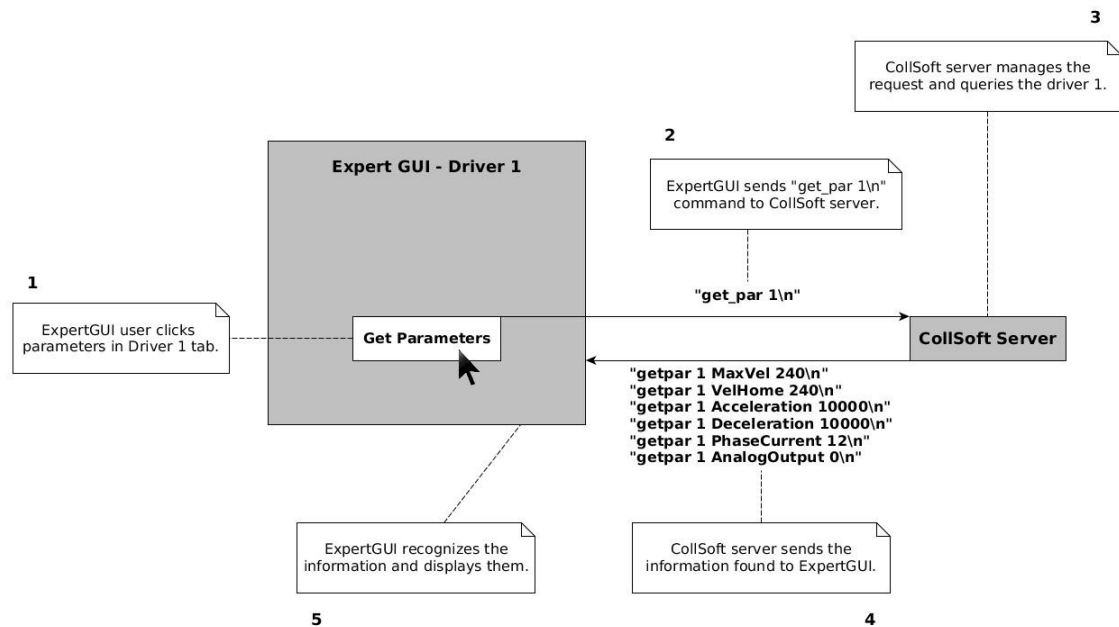 3
CollSoft server manages the
request and queries the driver 1.
2
Expert GUI - Driver 1
ExpertGUI sends "get_par 1\n"
command to CollSoft server.
1
"get_par 1\n"
ExpertGUI user clicks
parameters in Driver 1 tab.
Get Parameters
CollSoft Server
"getpar 1 MaxVel 240\n"
"getpar 1 VelHome 240\n"
"getpar 1 Acceleration 10000\n"
"getpar 1 Deceleration 10000\n"
"getpar 1 PhaseCurrent 12\n"
"getpar 1 AnalogOutput 0\n"
ExpertGUI recognizes the
information and displays them.
CollSoft server sends the
information found to ExpertGUI.
5
4